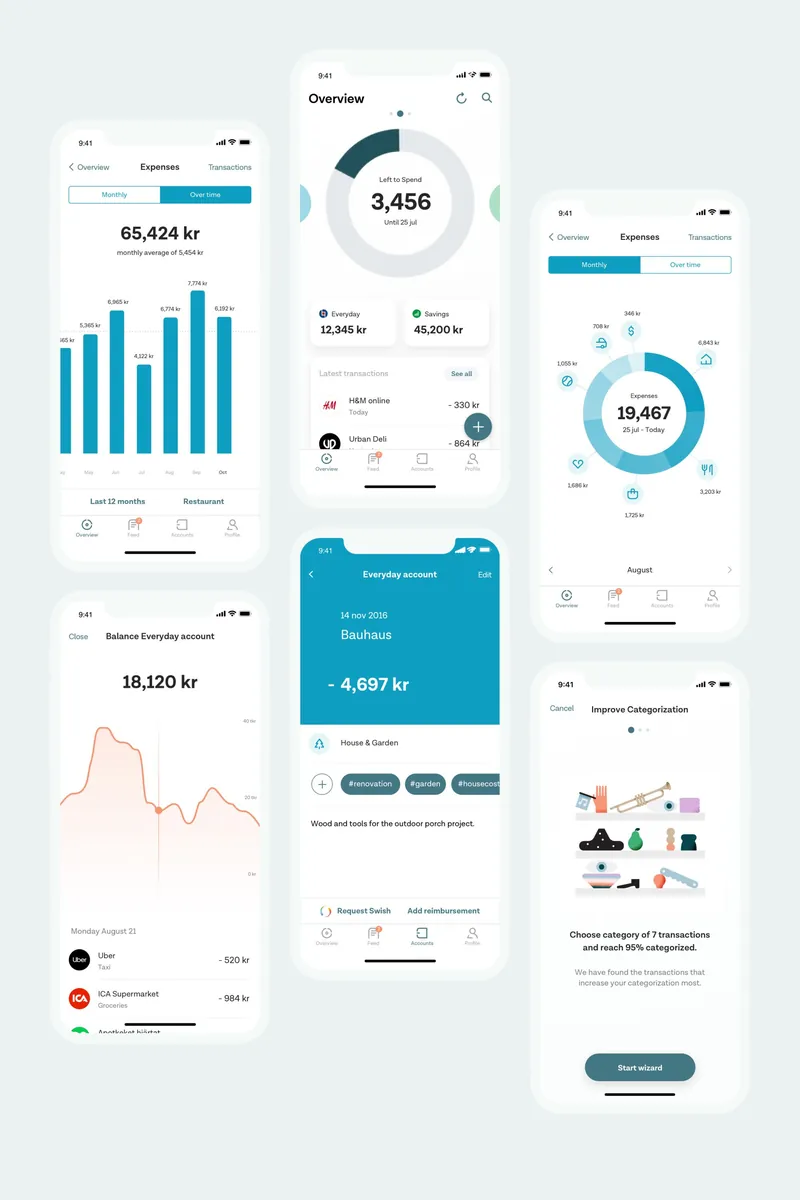 9:41
Overview
Expenses
Transactions
Monthly
Over time
65,424 kr
monthly average of 5,454 kr
7,774 kr
6,965 kr
6,774 kr
6,192 kr
5,365 kr
4,122 kr
May
Jun
Jul
Aug
Sep
Oct
Last 12 months
Restaurant
Overview
Feed
Accounts
Profile
9:41
Overview
Left to Spend
3,456
Until 25 jul
Everyday
12,345 kr
Savings
45,200 kr
Latest transactions
See all
H&M
H&M online
Today
- 330 kr
Urban Deli
- 864 kr
Overview
Feed
Accounts
Profile
9:41
Overview
Expenses
Transactions
Monthly
Over time
346 kr
708 kr
6,843 kr
1,055 kr
Expenses
19,467
25 jul - Today
1,686 kr
3,203 kr
1,725 kr
August
Overview
Feed
Accounts
Profile
9:41
Close
Balance Everyday account
18,120 kr
40 tkr
20 tkr
0 kr
Monday August 21
Uber
Uber
Taxi
- 520 kr
ICA
ICA Supermarket
Groceries
- 984 kr
Apotheket hjärtat
9:41
Everyday account
Edit
14 nov 2016
Bauhaus
- 4,697 kr
House & Garden
#renovation
#garden
#housecost
Wood and tools for the outdoor porch project.
Request Swish
Add reimbursement
Overview
Feed
Accounts
Profile
9:41
Cancel
Improve Categorization
Choose category of 7 transactions
and reach 95% categorized.
We have found the transactions that
increase your categorization most.
Start wizard